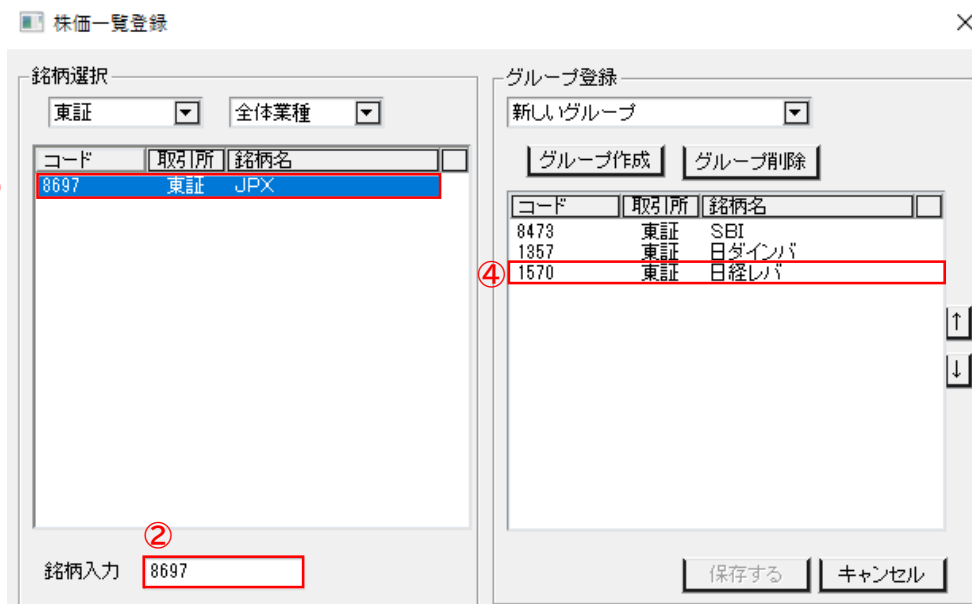 株価一覧登録
銘柄選択
東証 全体業種
コード 取引所 銘柄名
8697 東証 JPX
②
銘柄入力 8697
グループ登録
新しいグループ
グループ作成 グループ削除
コード 取引所 銘柄名
8473 東証 SBI
1357 東証 日ダインバ
④ 1570 東証 日経レバ
↑
↓
保存する キャンセル